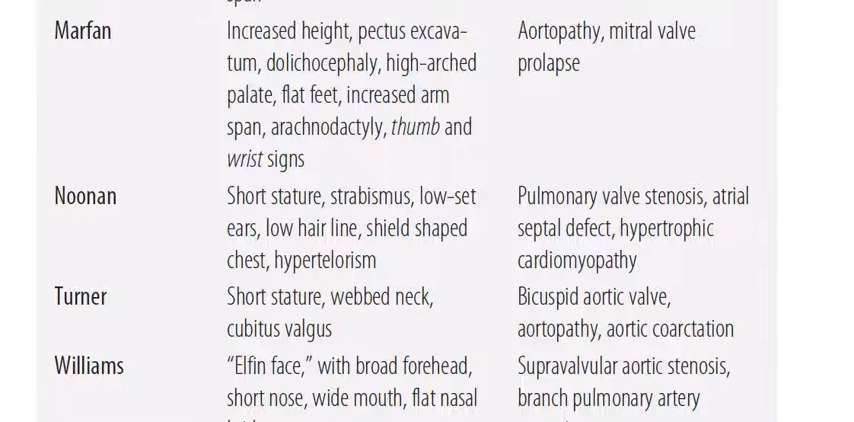 Marfan Increased height, pectus excava- Aortopathy, mitral valve
tum, dolichocephaly, high-arched prolapse
palate, flat feet, increased arm
span, arachnodactyly, thumb and
wrist signs
Noonan Short stature, strabismus, low-set Pulmonary valve stenosis, atrial
ears, low hair line, shield shaped septal defect, hypertrophic
chest, hypertelorism cardiomyopathy
Turner Short stature, webbed neck, Bicuspid aortic valve,
cubitus valgus aortopathy, aortic coarctation
Williams “Elfin face,” with broad forehead, Supravalvular aortic stenosis,
short nose, wide mouth, flat nasal branch pulmonary artery